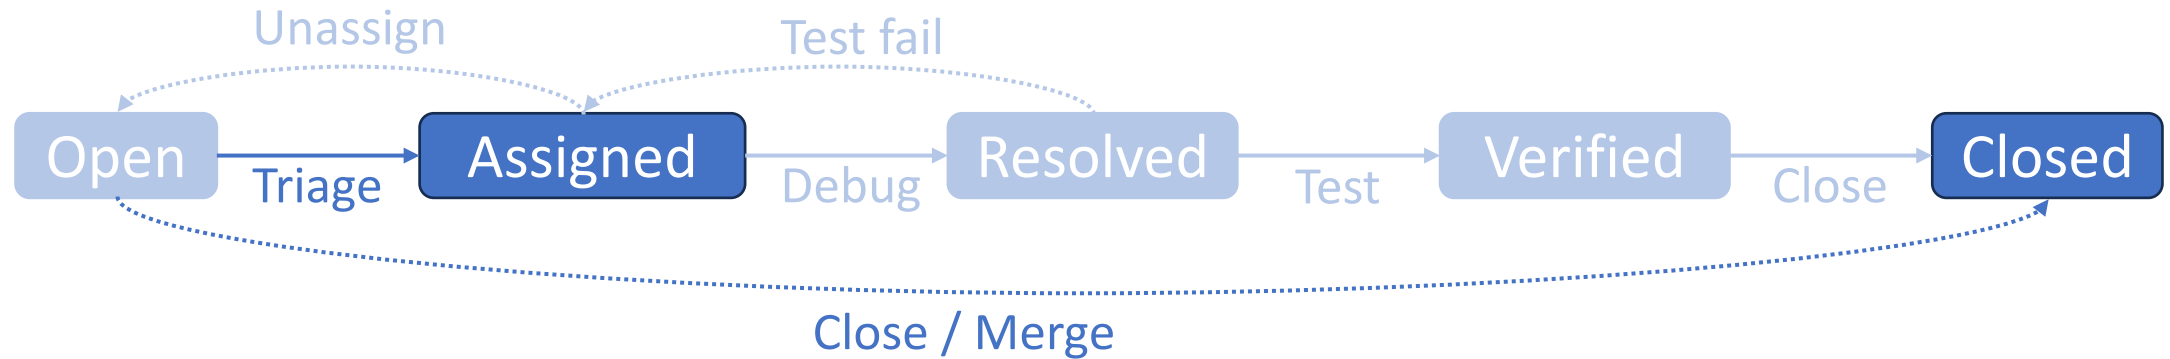 Unassign
Test fail
Open
Triage
Assigned
Debug
Resolved
Test
Verified
Close
Closed
Close / Merge